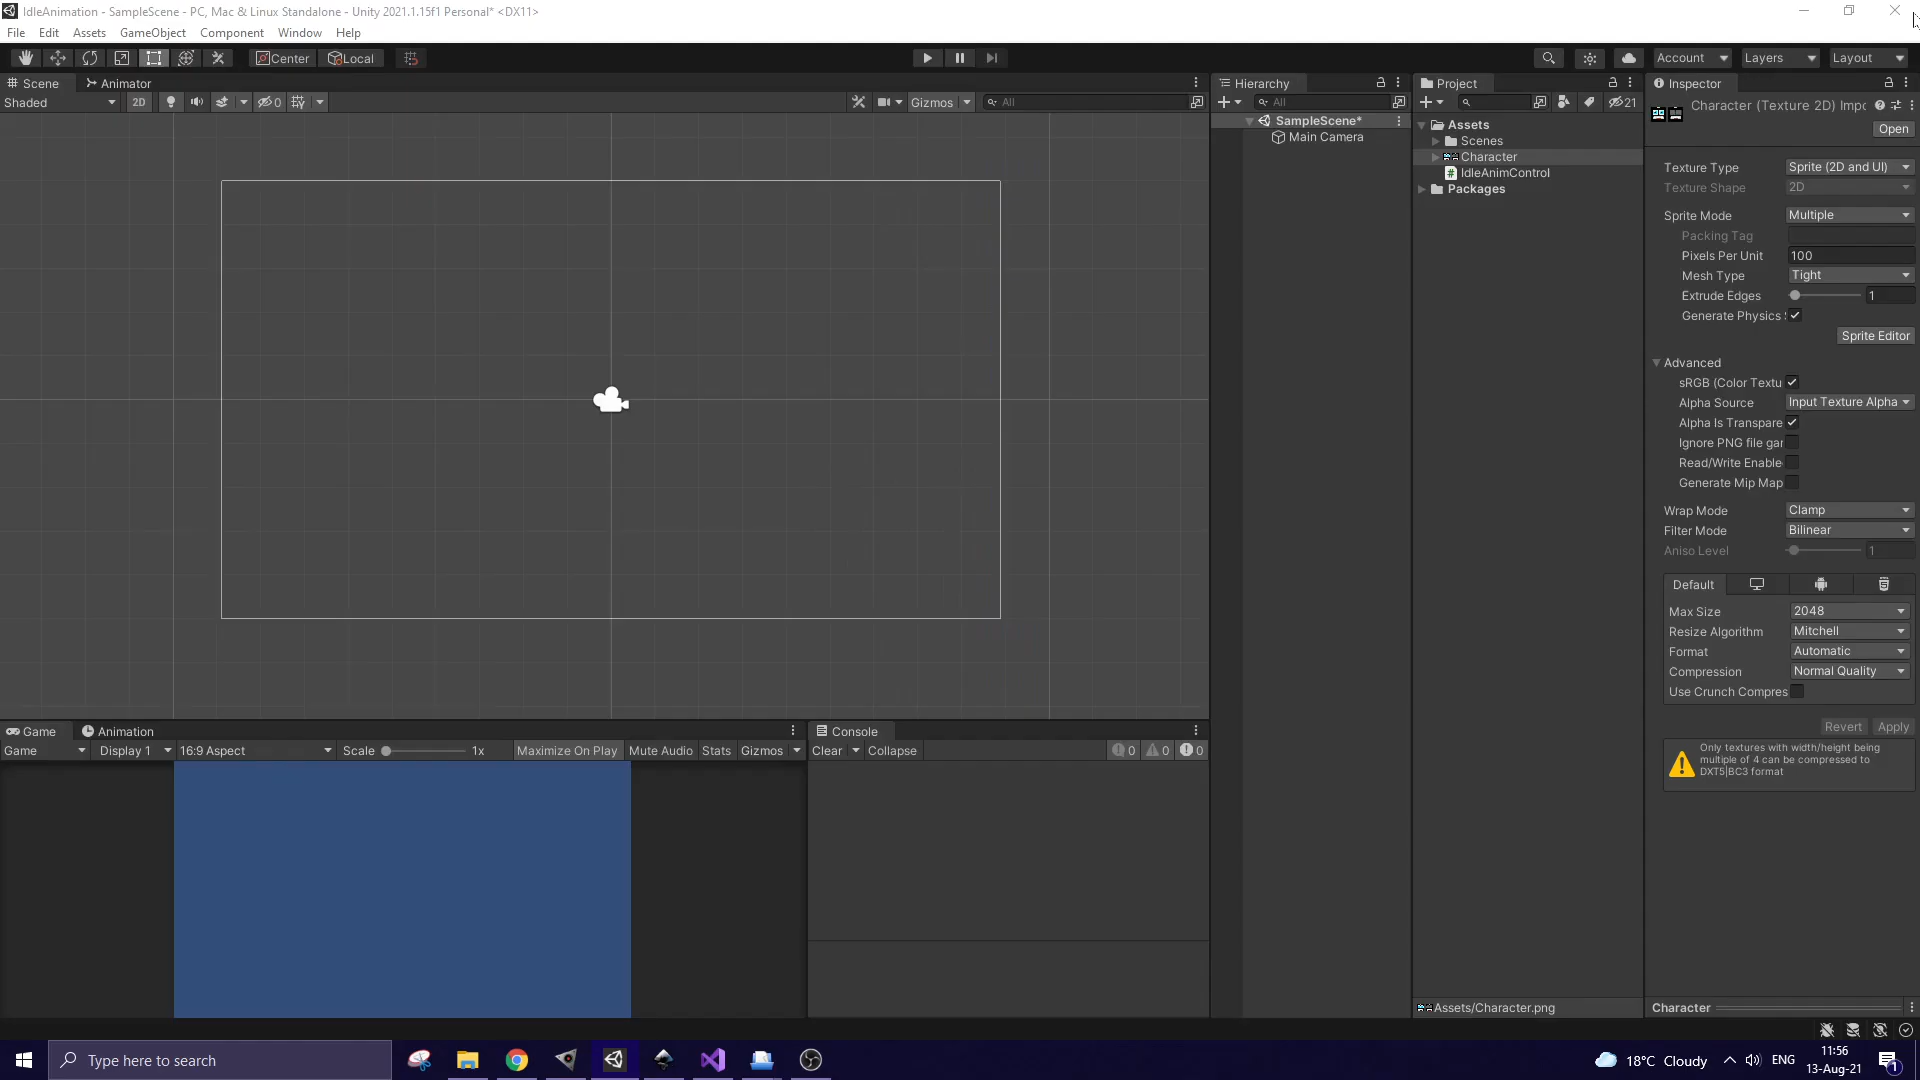 IdleAnimation - SampleScene - PC, Mac & Linux Standalone - Unity 2021.1.15f1 Personal* <DX11>
File Edit Assets GameObject Component Window Help
Center Local Account Layers Layout
Scene Animator
Shaded 2D 0 Gizmos All
Hierarchy
All
SampleScene*
Main Camera
Project
21
Assets
Scenes
Character
IdleAnimControl
Packages
Assets/Character.png
Inspector
Character (Texture 2D) Impo
Open
Texture Type Sprite (2D and UI)
Texture Shape 2D
Sprite Mode Multiple
Packing Tag
Pixels Per Unit 100
Mesh Type Tight
Extrude Edges 1
Generate Physics S
Sprite Editor
Advanced
sRGB (Color Textu
Alpha Source Input Texture Alpha
Alpha Is Transpare
Ignore PNG file gar
Read/Write Enable
Generate Mip Map
Wrap Mode Clamp
Filter Mode Bilinear
Aniso Level 1
Default
Max Size 2048
Resize Algorithm Mitchell
Format Automatic
Compression Normal Quality
Use Crunch Compres
Revert Apply
Only textures with width/height being
multiple of 4 can be compressed to
DXT5|BC3 format
Character
Game Animation
Game Display 1 16:9 Aspect Scale 1x Maximize On Play Mute Audio Stats Gizmos
Console
Clear Collapse 0 0 0
Type here to search
18°C Cloudy ENG
11:56
13-Aug-21
1